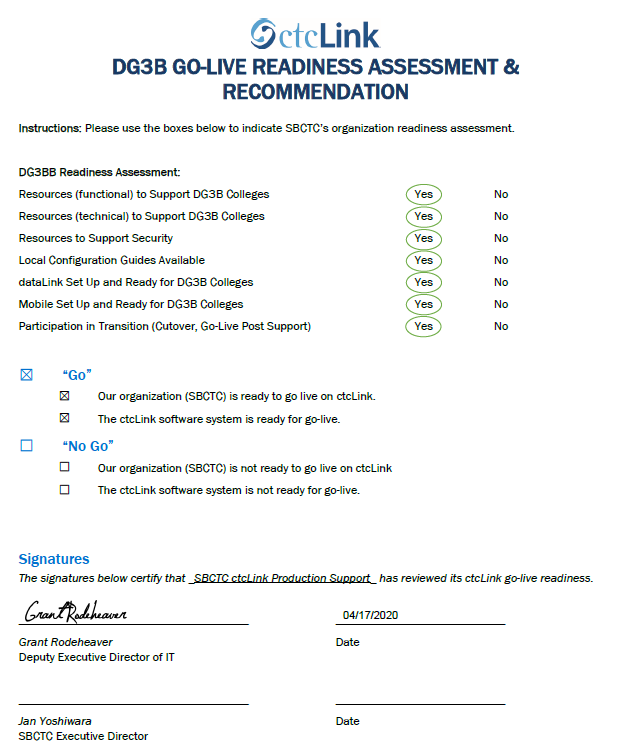 ctcLink
DG3B GO-LIVE READINESS ASSESSMENT &
RECOMMENDATION
Instructions: Please use the boxes below to indicate SBCTC's organization readiness assessment.
DG3BB Readiness Assessment:
Resources (functional) to Support DG3B Colleges Yes No
Resources (technical) to Support DG3B Colleges Yes No
Resources to Support Security Yes No
Local Configuration Guides Available Yes No
dataLink Set Up and Ready for DG3B Colleges Yes No
Mobile Set Up and Ready for DG3B Colleges Yes No
Participation in Transition (Cutover, Go-Live Post Support) Yes No
☒ “Go”
☒ Our organization (SBCTC) is ready to go live on ctcLink.
☒ The ctcLink software system is ready for go-live.
☐ “No Go”
☐ Our organization (SBCTC) is not ready to go live on ctcLink
☐ The ctcLink software system is not ready for go-live.
Signatures
The signatures below certify that _SBCTC ctcLink Production Support_ has reviewed its ctcLink go-live readiness.
Grant Rodeheaver 04/17/2020
Grant Rodeheaver Date
Deputy Executive Director of IT
Jan Yoshiwara Date
SBCTC Executive Director